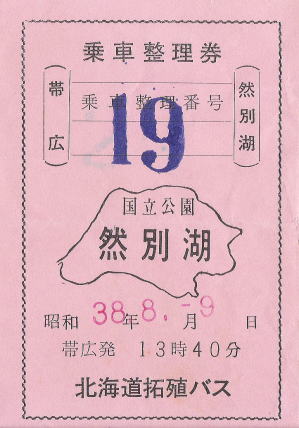 乗車整理券
(帯広)
乗車整理番号
(然別湖)
19
国立公園
然別湖
昭和 38年 8.月 -9日
帯広発 13時40分
北海道拓殖バス